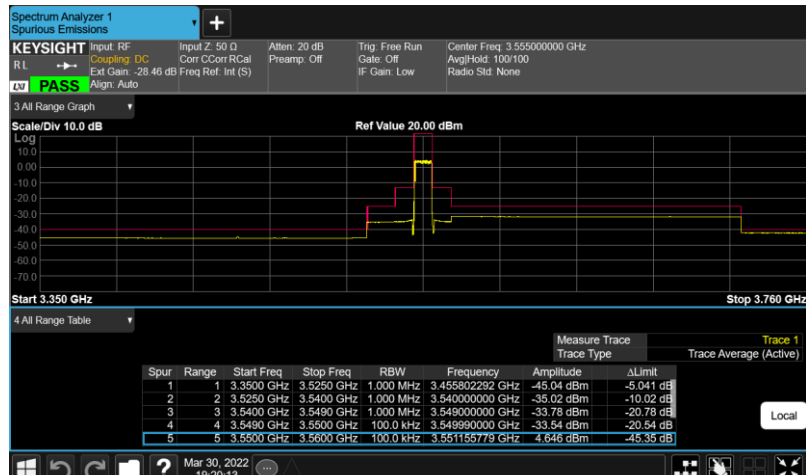 Spectrum Analyzer 1
Spurious Emissions
+
KEYSIGHT Input: RF Input Z: 50 Ω Atten: 20 dB Trig: Free Run Center Freq: 3.555000000 GHz
RL Coupling: DC Corr CCorr RCal Preamp: Off Gate: Off Avg|Hold: 100/100
Ext Gain: -28.46 dB Freq Ref: Int (S) IF Gain: Low Radio Std: None
LXI PASS Align: Auto
3 All Range Graph
Scale/Div 10.0 dB Ref Value 20.00 dBm
Log
10.0
0.00
-10.0
-20.0
-30.0
-40.0
-50.0
-60.0
-70.0
Start 3.350 GHz Stop 3.760 GHz
4 All Range Table
Measure Trace Trace 1
Trace Type Trace Average (Active)
Spur Range Start Freq Stop Freq RBW Frequency Amplitude ΔLimit
1 1 3.3500 GHz 3.5250 GHz 1.000 MHz 3.455802292 GHz -45.04 dBm -5.041 dB
2 2 3.5250 GHz 3.5400 GHz 1.000 MHz 3.540000000 GHz -35.02 dBm -10.02 dB
3 3 3.5400 GHz 3.5490 GHz 1.000 MHz 3.549000000 GHz -33.78 dBm -20.78 dB
4 4 3.5490 GHz 3.5500 GHz 100.0 kHz 3.549990000 GHz -33.54 dBm -20.54 dB
5 5 3.5500 GHz 3.5600 GHz 100.0 kHz 3.551155779 GHz 4.646 dBm -45.35 dB
Local
? Mar 30, 2022
19:20:13